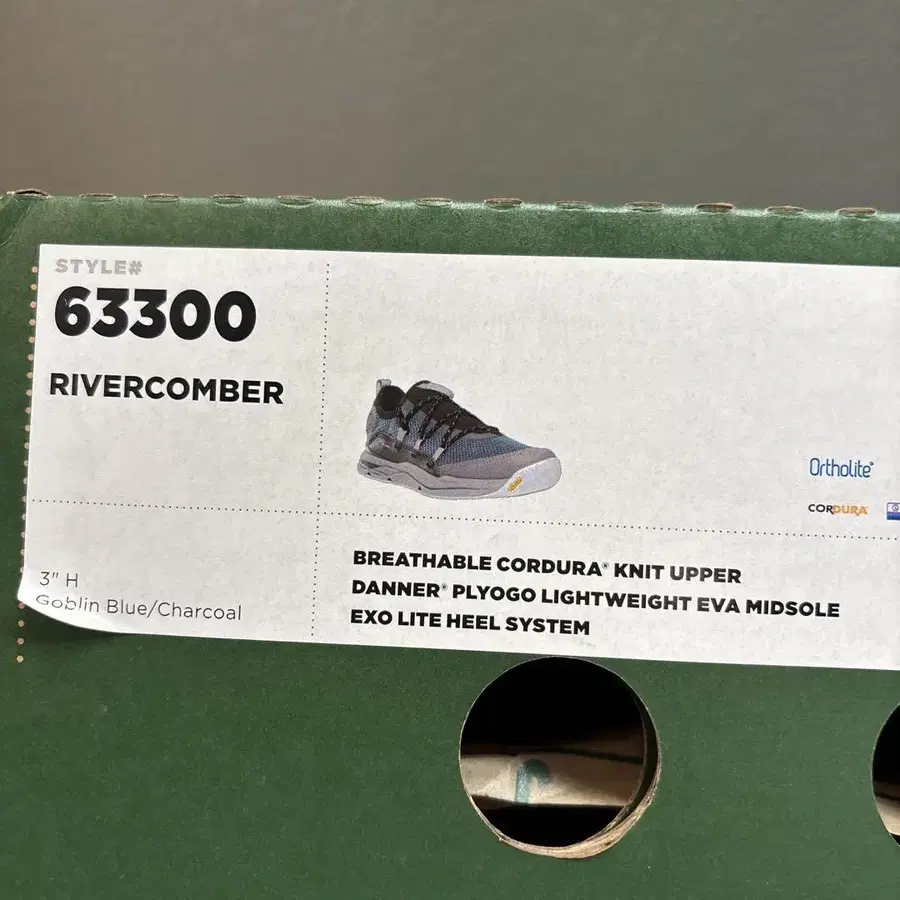 STYLE#
63300
RIVERCOMBER
Ortholite®
CORDURA
3" H
Goblin Blue/Charcoal
BREATHABLE CORDURA® KNIT UPPER
DANNER® PLYOGO LIGHTWEIGHT EVA MIDSOLE
EXO LITE HEEL SYSTEM